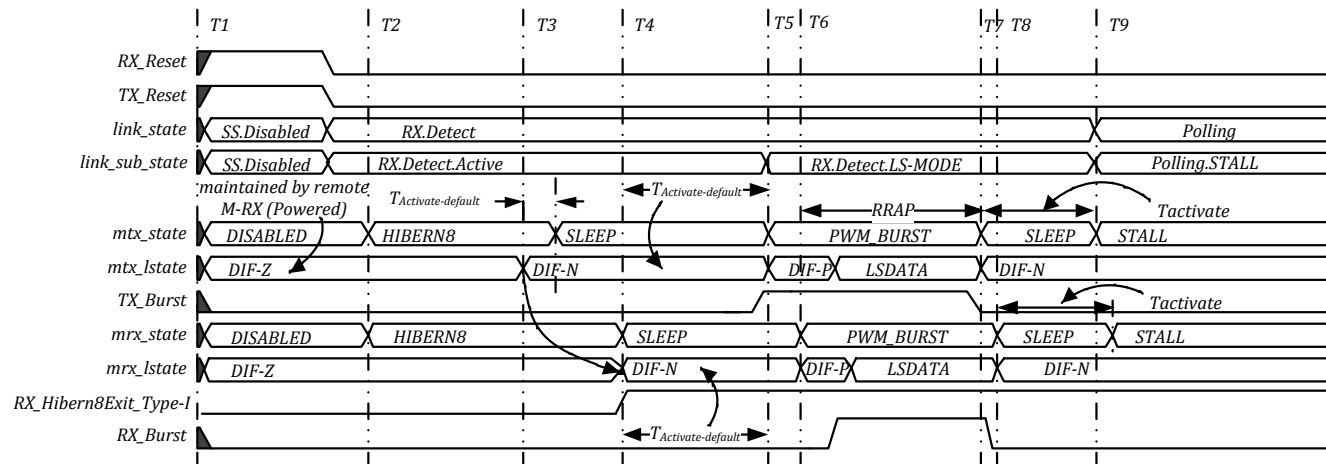 T1 T2 T3 T4 T5 T6 T7 T8 T9
RX_Reset
TX_Reset
link_state SS.Disabled RX.Detect Polling
link_sub_state SS.Disabled RX.Detect.Active RX.Detect.LS-MODE Polling.STALL
maintained by remote
M-RX (Powered)
TActivate-default TActivate-default RRAP Tactivate
mtx_state DISABLED HIBERN8 SLEEP PWM_BURST SLEEP STALL
mtx_lstate DIF-Z DIF-N DIF-P LSDATA DIF-N
TX_Burst Tactivate
mrx_state DISABLED HIBERN8 SLEEP PWM_BURST SLEEP STALL
mrx_lstate DIF-Z DIF-N DIF-P LSDATA DIF-N
RX_Hibern8Exit_Type-I
RX_Burst TActivate-default